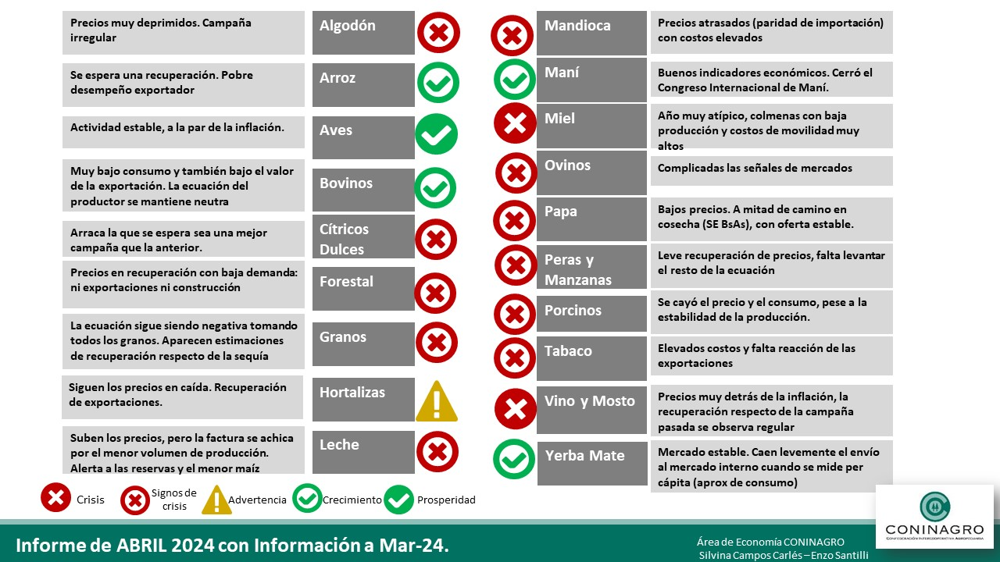 Precios muy deprimidos. Campaña
irregular
Algodón
Se espera una recuperación. Pobre
desempeño exportador
Arroz
Actividad estable, a la par de la inflación.
Aves
Muy bajo consumo y también bajo el valor
de la exportación. La ecuación del
productor se mantiene neutra
Bovinos
Arraca la que se espera sea una mejor
campaña que la anterior.
Cítricos
Dulces
Precios en recuperación con baja demanda:
ni exportaciones ni construcción
Forestal
La ecuación sigue siendo negativa tomando
todos los granos. Aparecen estimaciones
de recuperación respecto de la sequía
Granos
Siguen los precios en caída. Recuperación
de exportaciones.
Hortalizas
Suben los precios, pero la factura se achica
por el menor volumen de producción.
Alerta a las reservas y el menor maíz
Leche
Mandioca
Precios atrasados (paridad de importación)
con costos elevados
Maní
Buenos indicadores económicos. Cerró el
Congreso Internacional de Maní.
Miel
Año muy atípico, colmenas con baja
producción y costos de movilidad muy
altos
Ovinos
Complicadas las señales de mercados
Papa
Bajos precios. A mitad de camino en
cosecha (SE BsAs), con oferta estable.
Peras y
Manzanas
Leve recuperación de precios, falta levantar
el resto de la ecuación
Porcinos
Se cayó el precio y el consumo, pese a la
estabilidad de la producción.
Tabaco
Elevados costos y falta reacción de las
exportaciones
Vino y Mosto
Precios muy detrás de la inflación, la
recuperación respecto de la campaña
pasada se observa regular
Yerba Mate
Mercado estable. Caen levemente el envío
al mercado interno cuando se mide per
cápita (aprox de consumo)
Crisis
Signos de
crisis
Advertencia
Crecimiento
Prosperidad
Informe de ABRIL 2024 con Información a Mar-24.
Área de Economía CONINAGRO
Silvina Campos Carlés – Enzo Santilli
CONINAGRO
Confederación Intercooperativa Agropecuaria